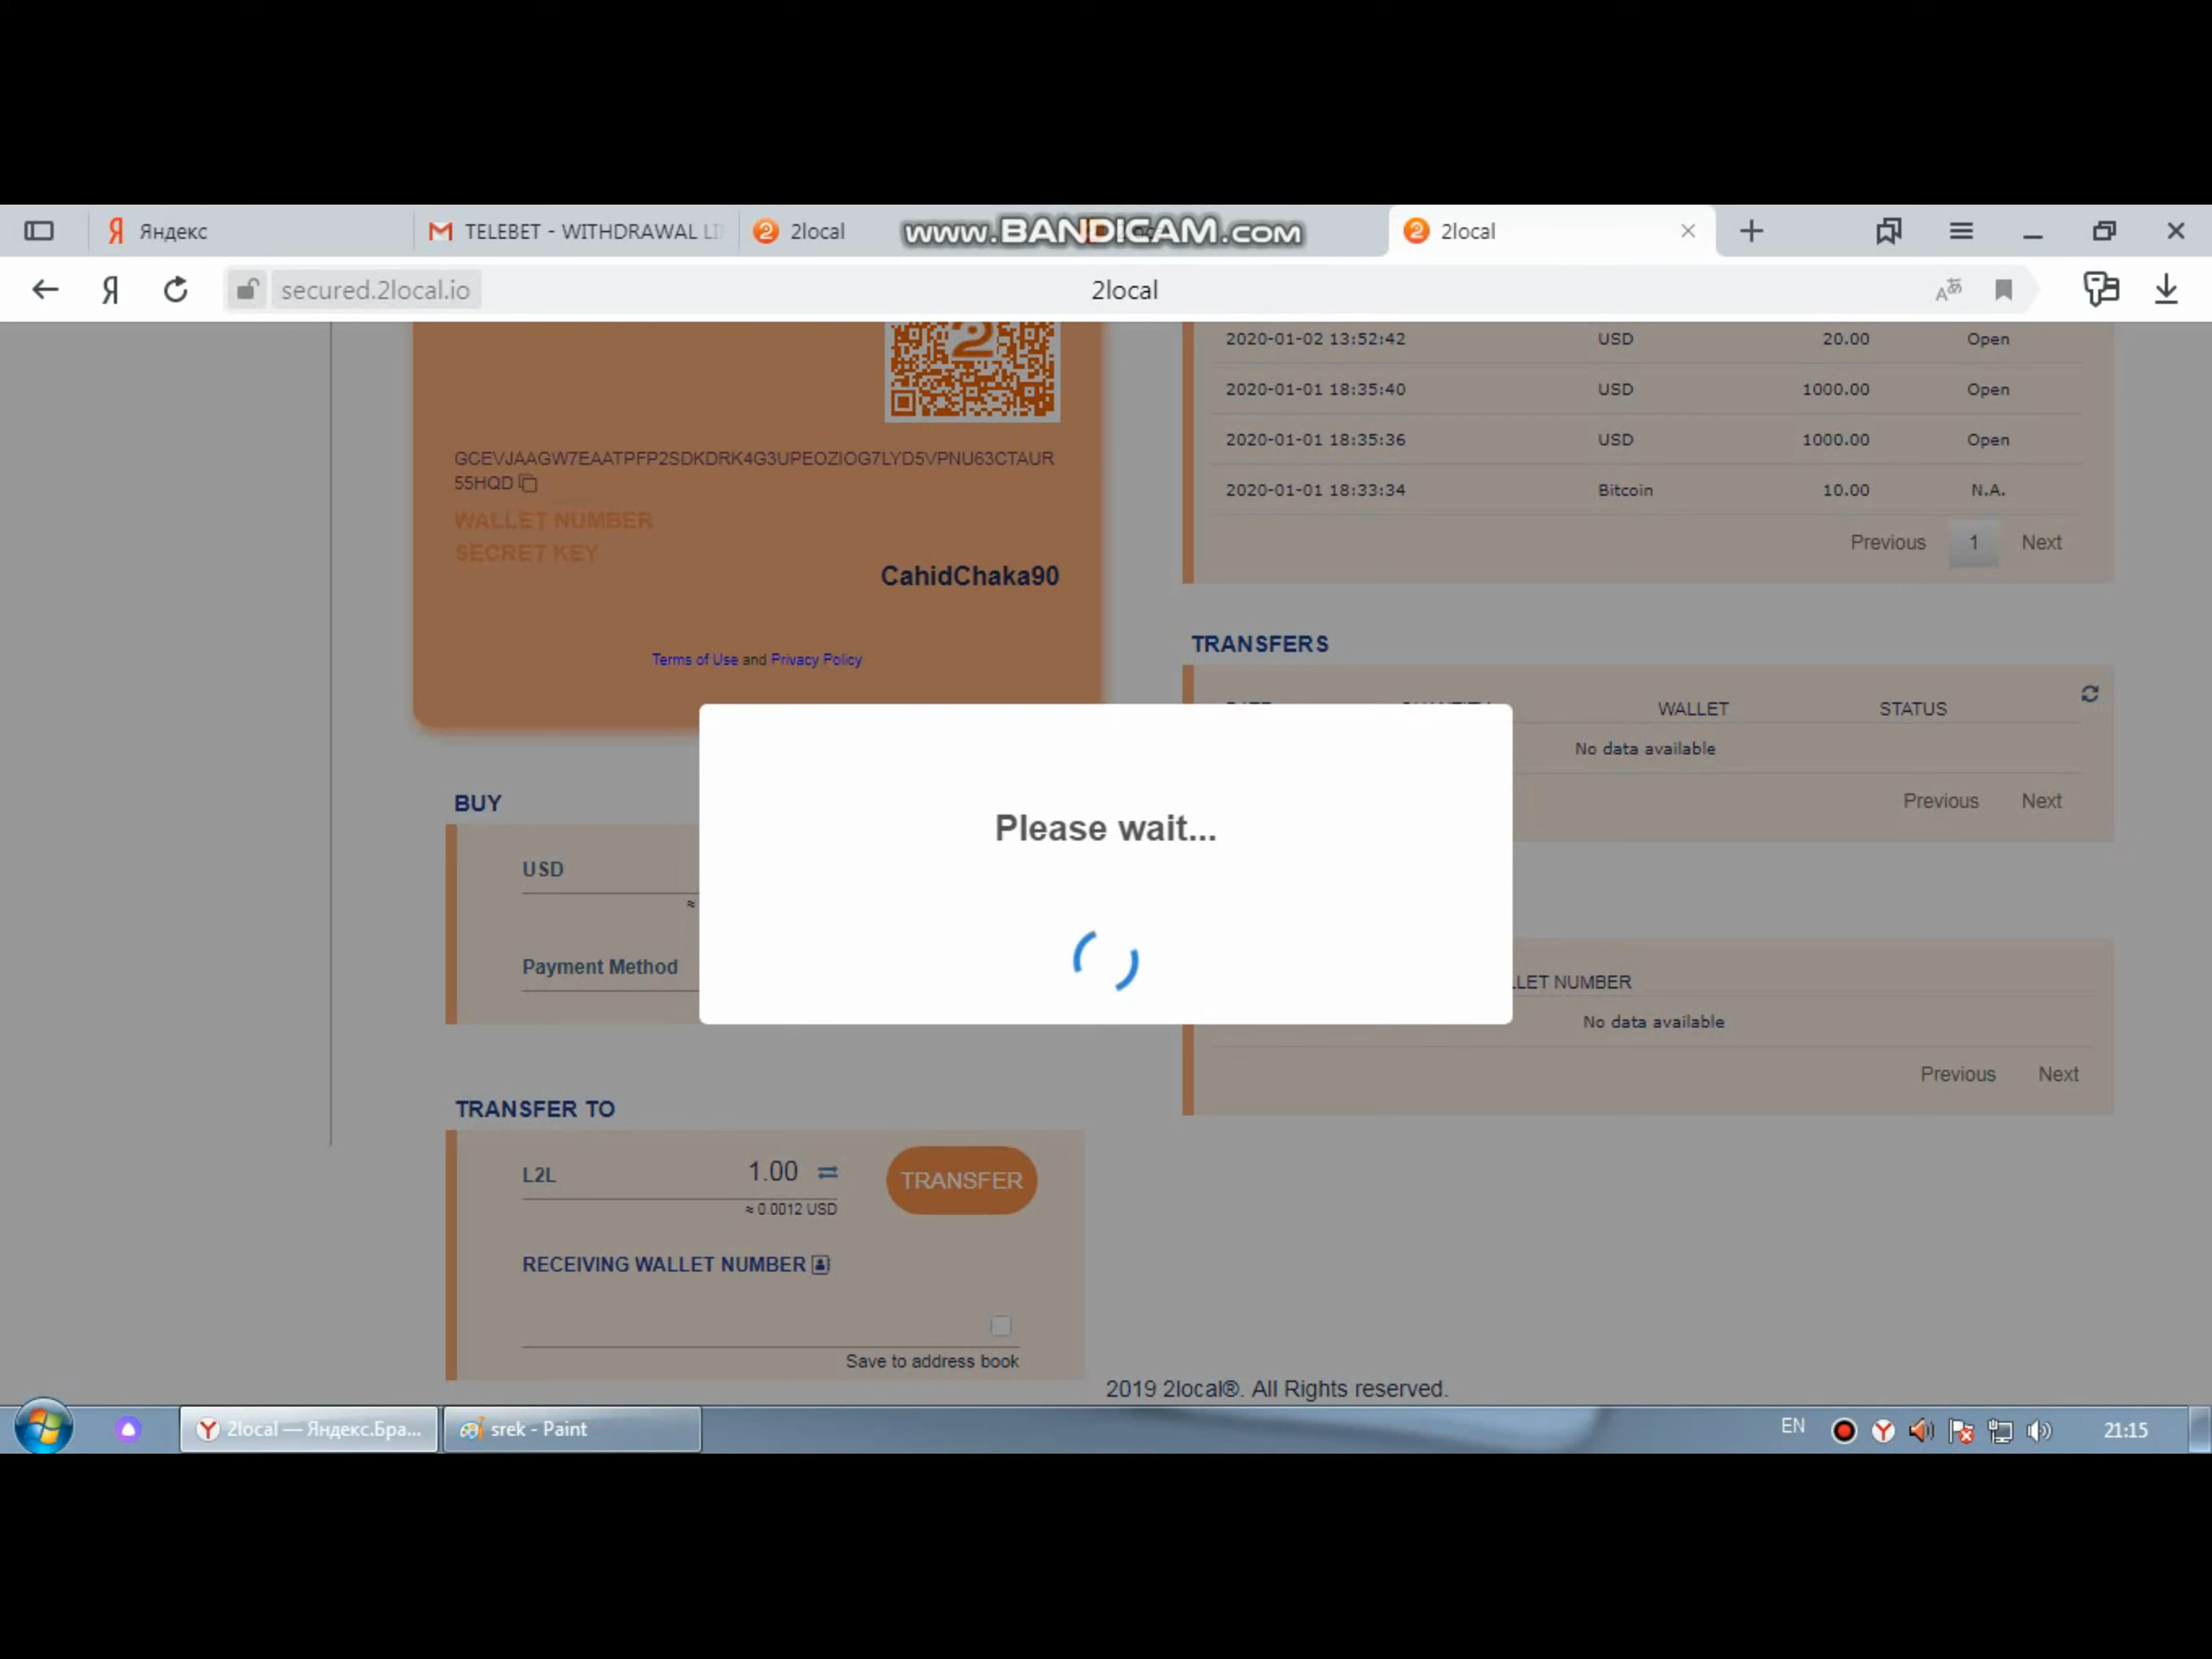 Яндекс
TELEBET - WITHDRAWAL LI
2local
www.BANDICAM.com
2local
Я
secured.2local.io
2local
2020-01-02 13:52:42 USD 20.00 Open
2020-01-01 18:35:40 USD 1000.00 Open
2020-01-01 18:35:36 USD 1000.00 Open
2020-01-01 18:33:34 Bitcoin 10.00 N.A.
Previous 1 Next
GCEVJAAGW7EAATPFP2SDKDRK4G3UPEOZIOG7LYD5VPNU63CTAUR
55HQD
WALLET NUMBER
SECRET KEY
CahidChaka90
Terms of Use and Privacy Policy
TRANSFERS
WALLET STATUS
No data available
Previous Next
BUY
USD
≈
Payment Method
Please wait...
LET NUMBER
No data available
Previous Next
TRANSFER TO
L2L 1.00
≈ 0.0012 USD
TRANSFER
RECEIVING WALLET NUMBER
Save to address book
2019 2local®. All Rights reserved.
2local — Яндекс.Бра...
srek - Paint
EN
21:15